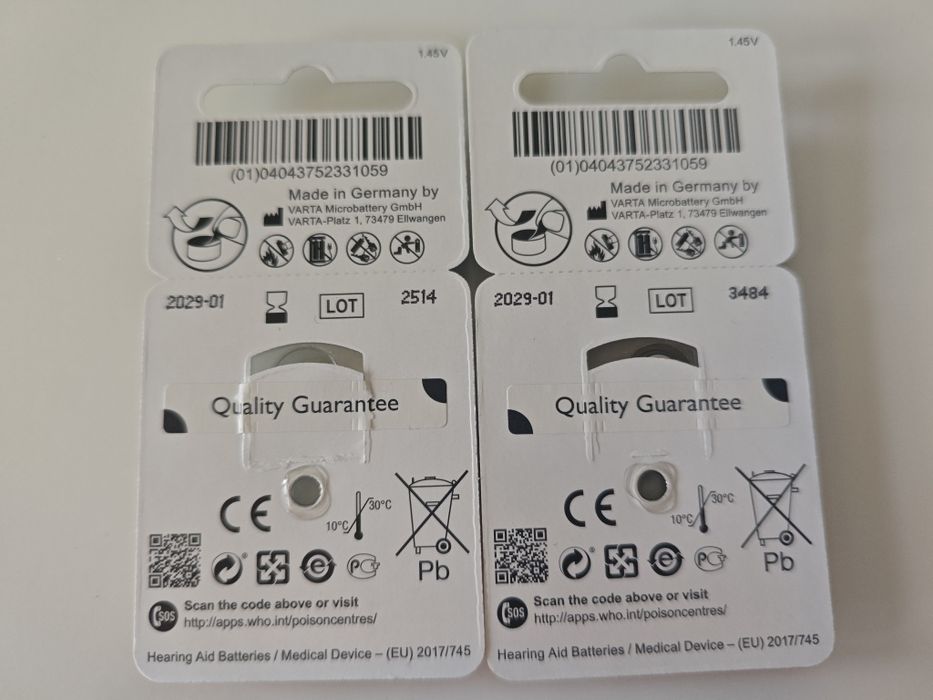 1.45V
(01)04043752331059
Made in Germany by
VARTA Microbattery GmbH
VARTA-Platz 1, 73479 Ellwangen
2029-01 LOT 2514
Quality Guarantee
CE
10°C 30°C
Pb
SOS
Scan the code above or visit
http://apps.who.int/poisoncentres/
Hearing Aid Batteries / Medical Device – (EU) 2017/745
1.45V
(01)04043752331059
Made in Germany by
VARTA Microbattery GmbH
VARTA-Platz 1, 73479 Ellwangen
2029-01 LOT 3484
Quality Guarantee
CE
10°C 30°C
Pb
SOS
Scan the code above or visit
http://apps.who.int/poisoncentres/
Hearing Aid Batteries / Medical Device – (EU) 2017/745